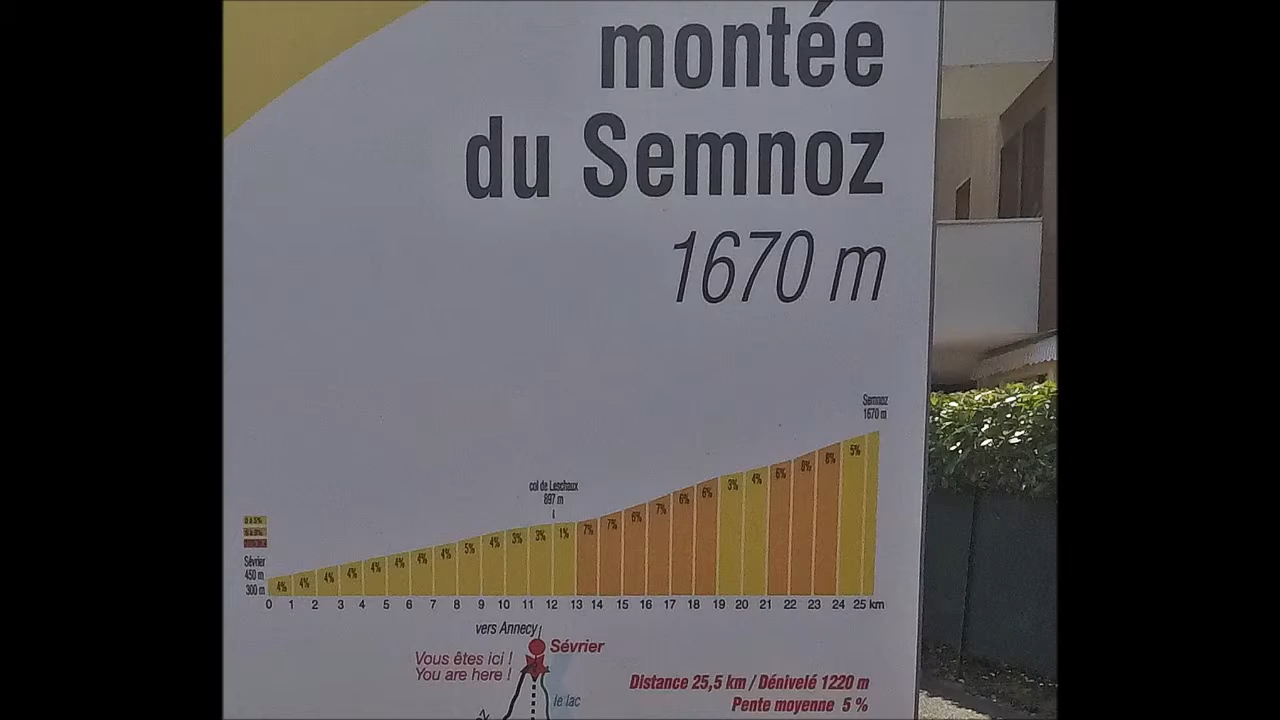 montée
du Semnoz
1670 m
Semnoz
1670 m
col de Leschaux
897 m
Sévrier
450 m
300 m
4% 4% 4% 4% 4% 4% 4% 4% 5% 4% 3% 3% 1% 7% 7% 6% 7% 6% 6% 3% 4% 6% 8% 8% 5%
0 1 2 3 4 5 6 7 8 9 10 11 12 13 14 15 16 17 18 19 20 21 22 23 24 25 km
vers Annecy
Sévrier
Vous êtes ici !
You are here !
le lac
Distance 25,5 km / Dénivelé 1220 m
Pente moyenne 5 %